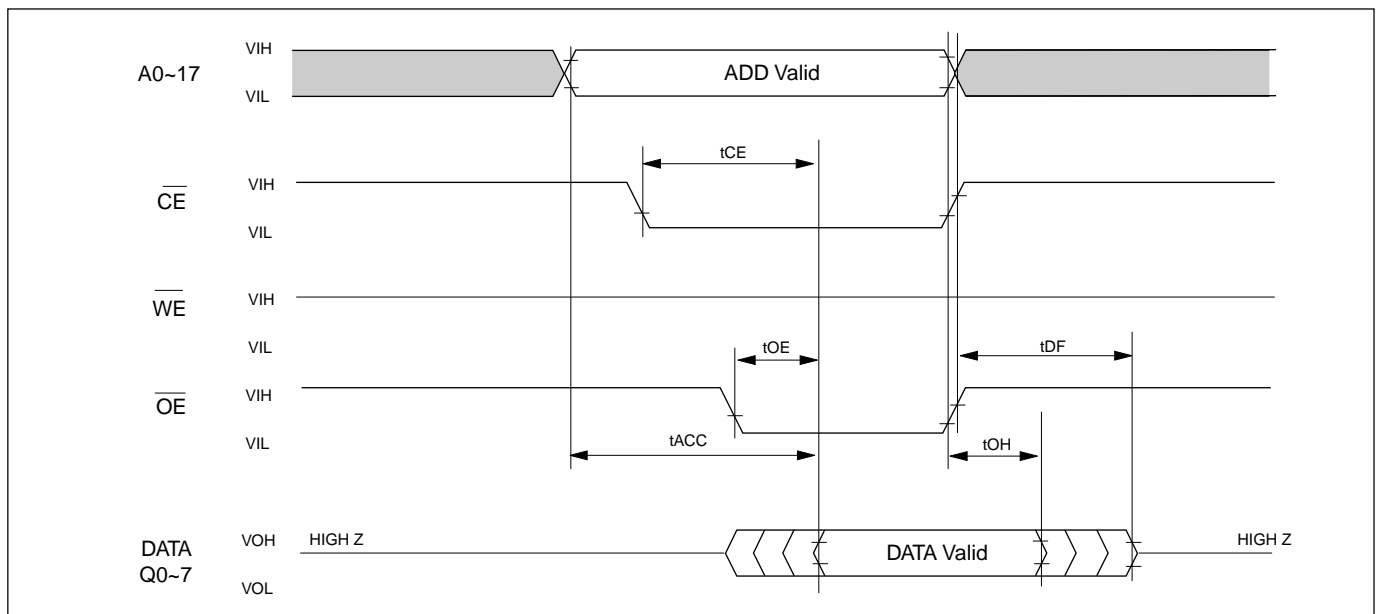 VIH
A0~17
ADD Valid
VIL
tCE
VIH
CE
VIL
WE
VIH
VIL
tOE
tDF
VIH
OE
VIL
tACC
tOH
VOH
HIGH Z
DATA
Q0~7
DATA Valid
HIGH Z
VOL